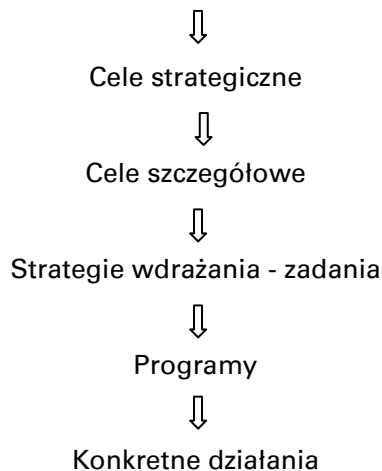 Cele strategiczne
Cele szczegółowe
Strategie wdrażania - zadania
Programy
Konkretne działania